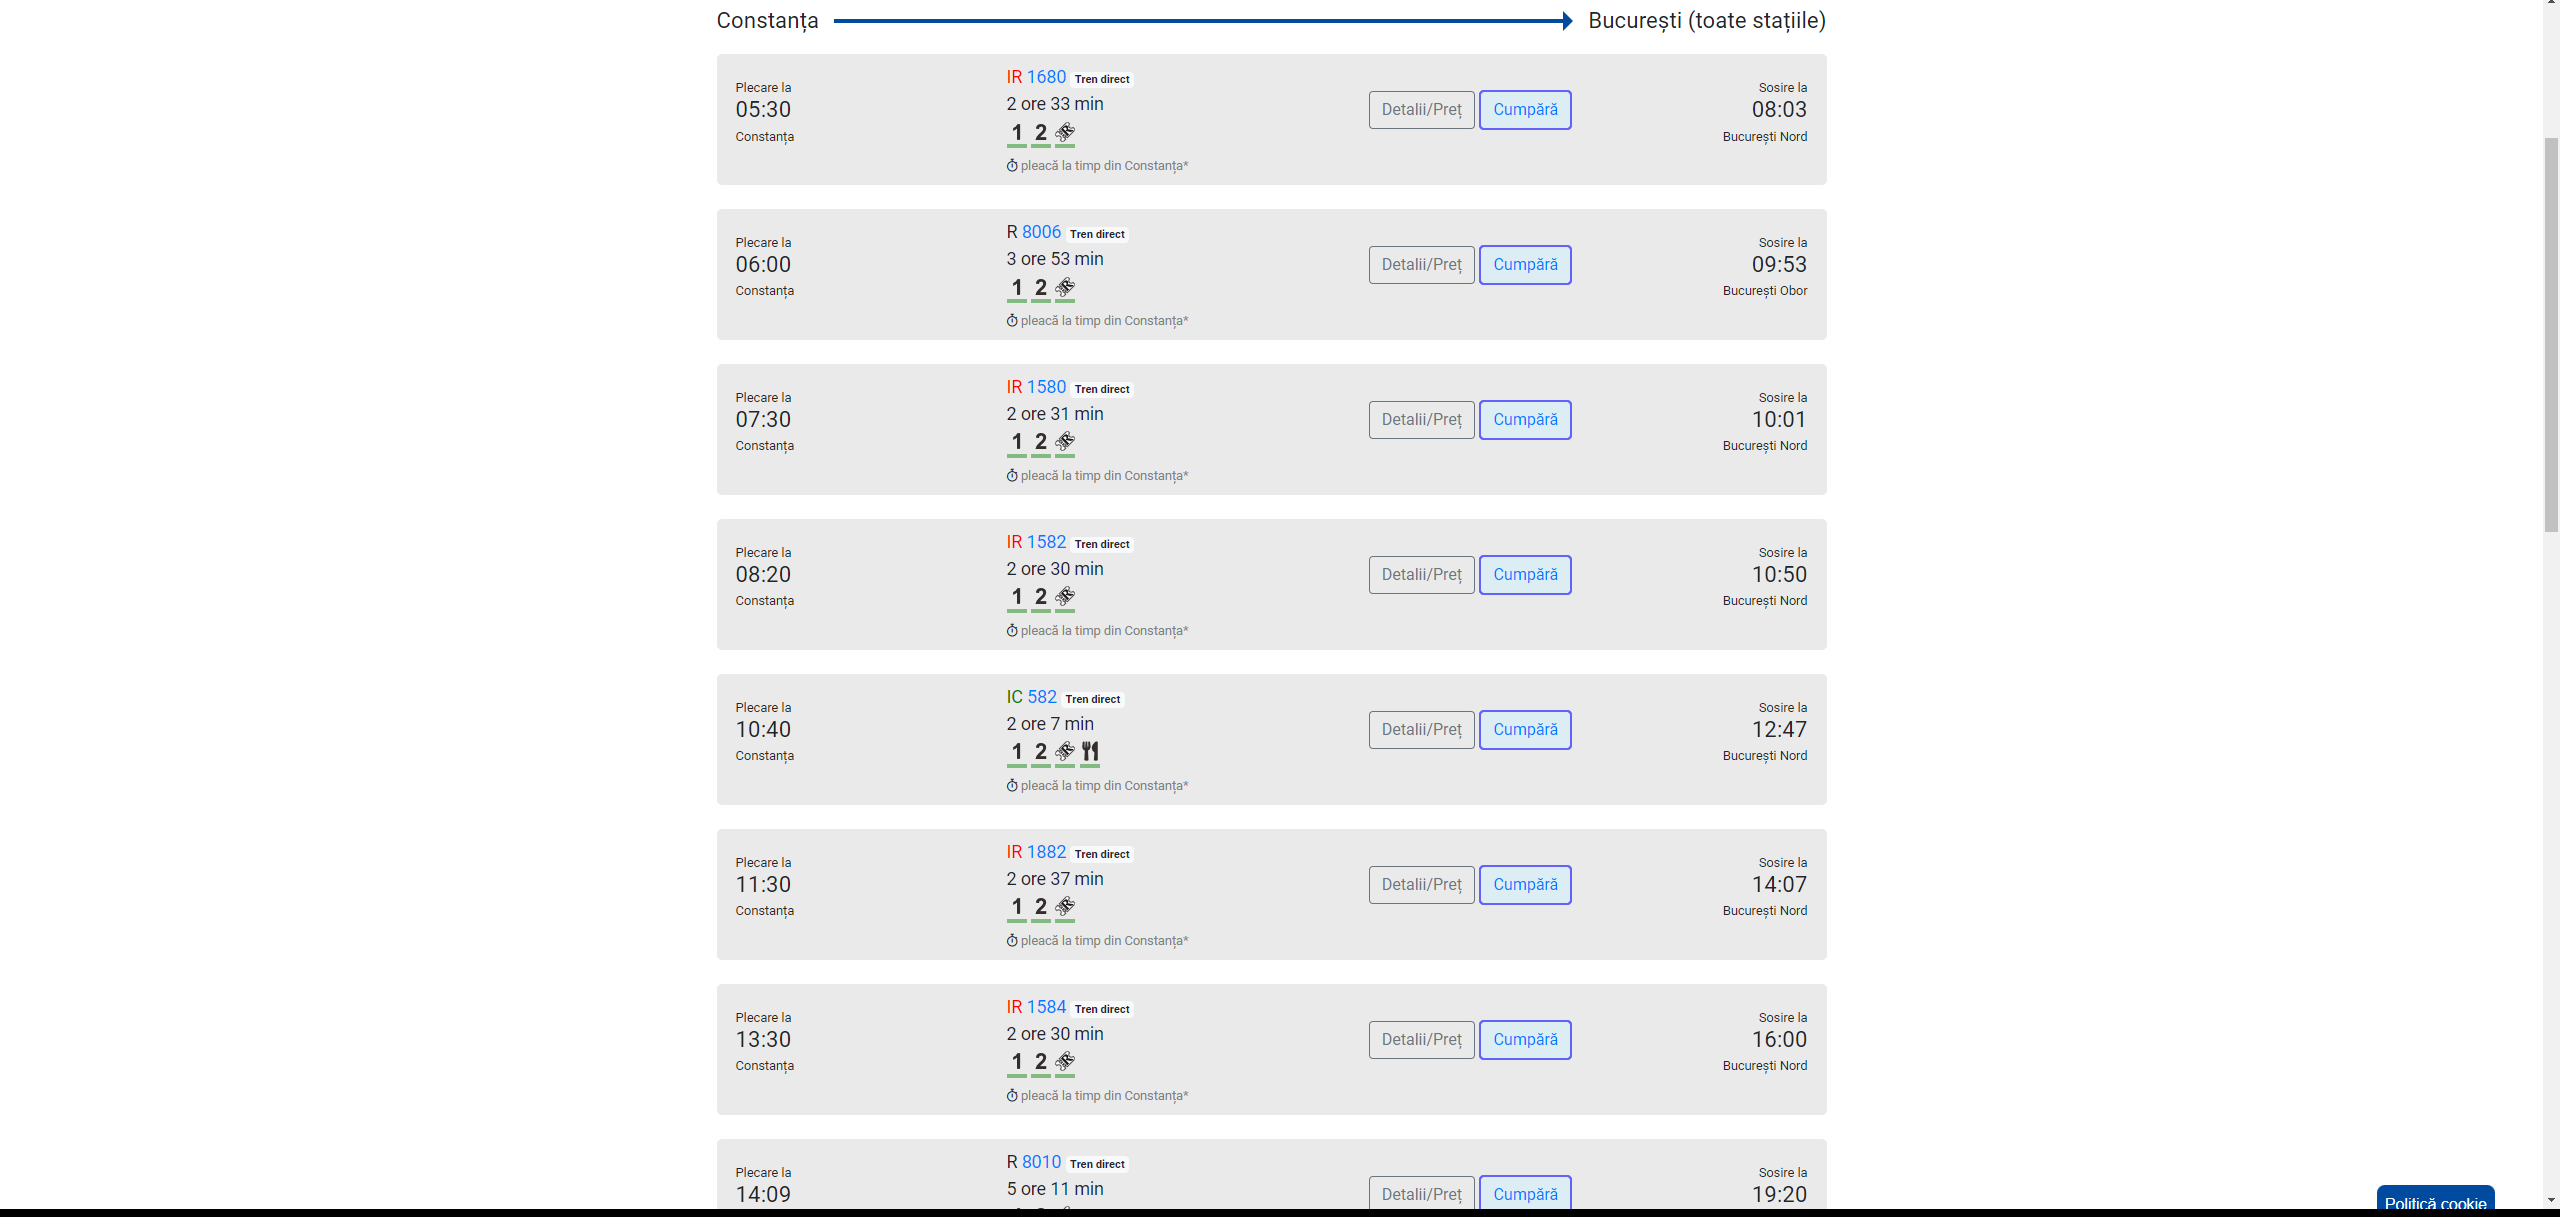 Constanța București (toate stațiile)
Plecare la
05:30
Constanța
IR 1680 Tren direct
2 ore 33 min
1 2 R
pleacă la timp din Constanța*
Detalii/Preț Cumpără
Sosire la
08:03
București Nord
Plecare la
06:00
Constanța
R 8006 Tren direct
3 ore 53 min
1 2 R
pleacă la timp din Constanța*
Detalii/Preț Cumpără
Sosire la
09:53
București Obor
Plecare la
07:30
Constanța
IR 1580 Tren direct
2 ore 31 min
1 2 R
pleacă la timp din Constanța*
Detalii/Preț Cumpără
Sosire la
10:01
București Nord
Plecare la
08:20
Constanța
IR 1582 Tren direct
2 ore 30 min
1 2 R
pleacă la timp din Constanța*
Detalii/Preț Cumpără
Sosire la
10:50
București Nord
Plecare la
10:40
Constanța
IC 582 Tren direct
2 ore 7 min
1 2 R
pleacă la timp din Constanța*
Detalii/Preț Cumpără
Sosire la
12:47
București Nord
Plecare la
11:30
Constanța
IR 1882 Tren direct
2 ore 37 min
1 2 R
pleacă la timp din Constanța*
Detalii/Preț Cumpără
Sosire la
14:07
București Nord
Plecare la
13:30
Constanța
IR 1584 Tren direct
2 ore 30 min
1 2 R
pleacă la timp din Constanța*
Detalii/Preț Cumpără
Sosire la
16:00
București Nord
Plecare la
14:09
R 8010 Tren direct
5 ore 11 min
Detalii/Preț Cumpără
Sosire la
19:20
Politică cookie